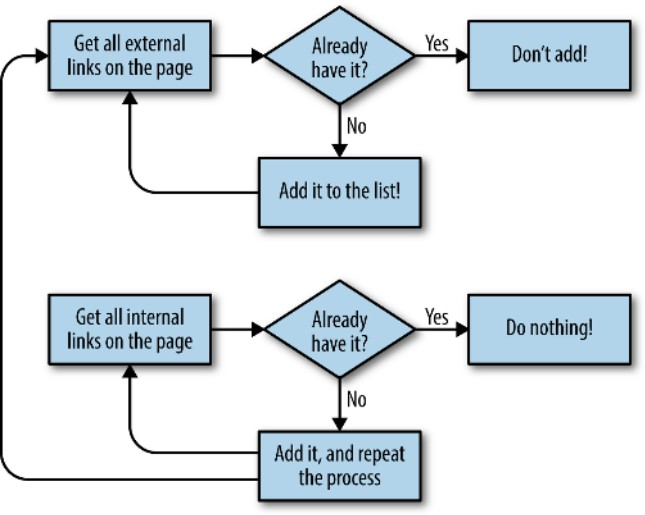 Get all external
links on the page
Already
have it?
Yes
Don't add!
No
Add it to the list!
Get all internal
links on the page
Already
have it?
Yes
Do nothing!
No
Add it, and repeat
the process